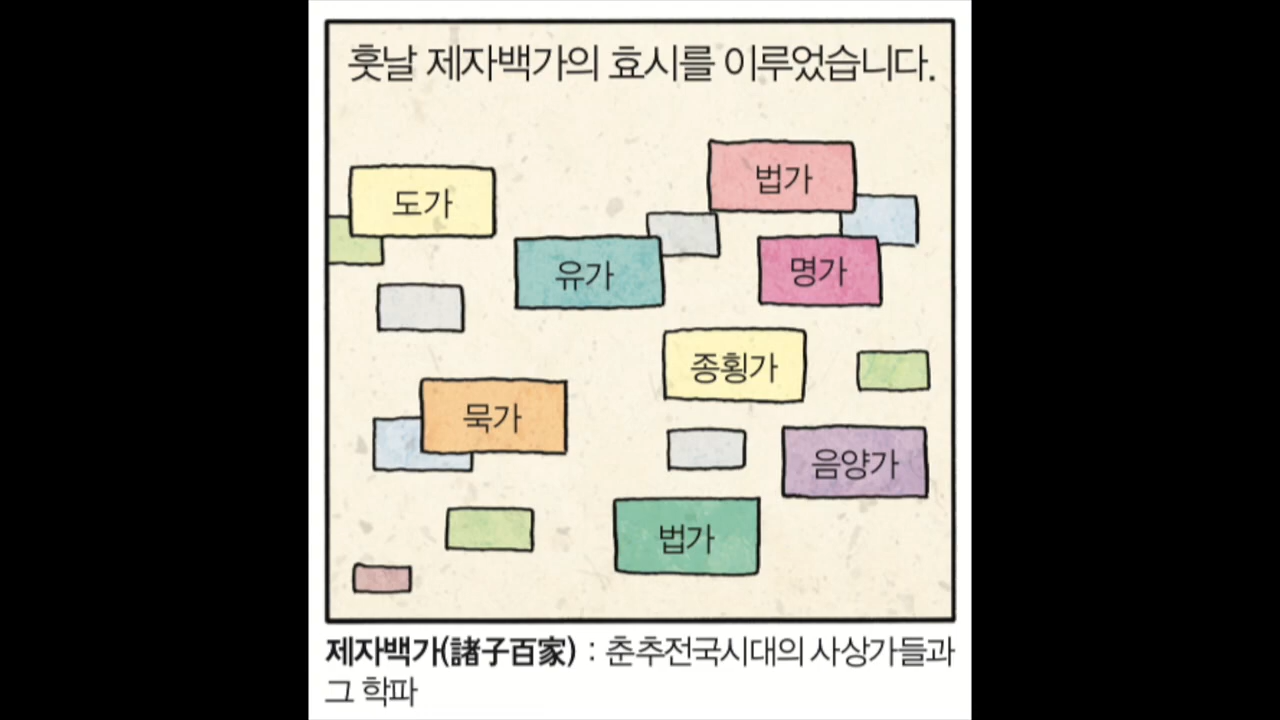 훗날 제자백가의 효시를 이루었습니다.
도가
법가
유가
명가
종횡가
묵가
음양가
법가
제자백가(諸子百家) : 춘추전국시대의 사상가들과
그 학파